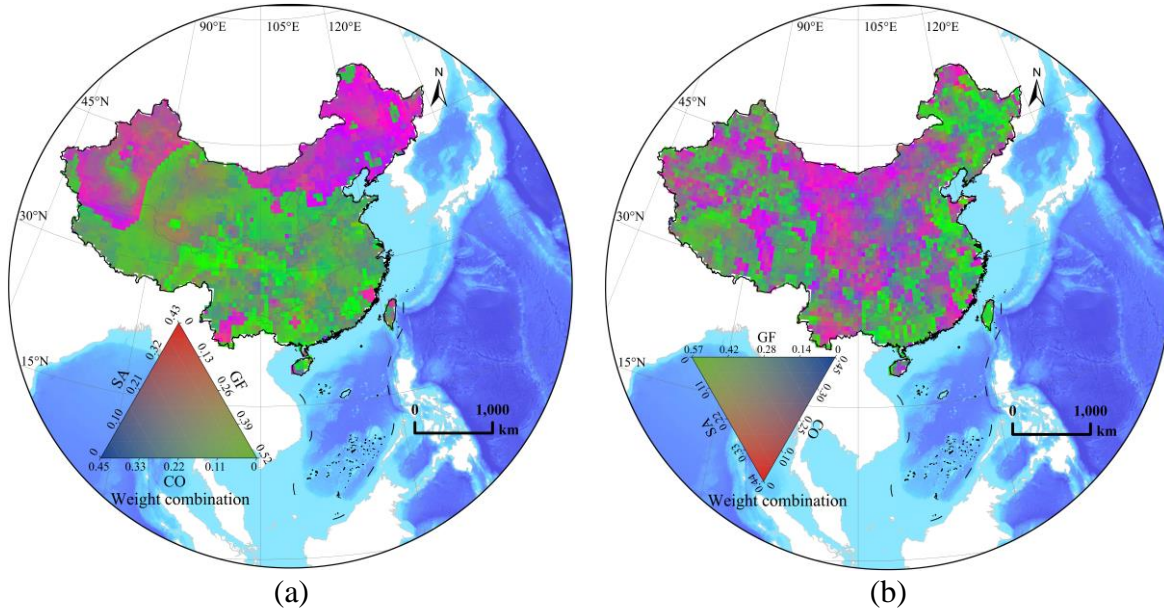 90°E
105°E
120°E
N
45°N
30°N
15°N
0.43
0
0.32
0.13
SA
0.21
GF
0.26
0.10
0.39
0
0.52
0.45
0.33
0.22
0.11
0
CO
Weight combination
0
1,000
km
(a)
90°E
105°E
120°E
N
45°N
30°N
15°N
GF
0.57
0.42
0.28
0.14
0
0
0.45
0.11
0.30
0.22
0.25
SA
CO
0.33
0.10
0.44
0
Weight combination
0
1,000
km
(b)